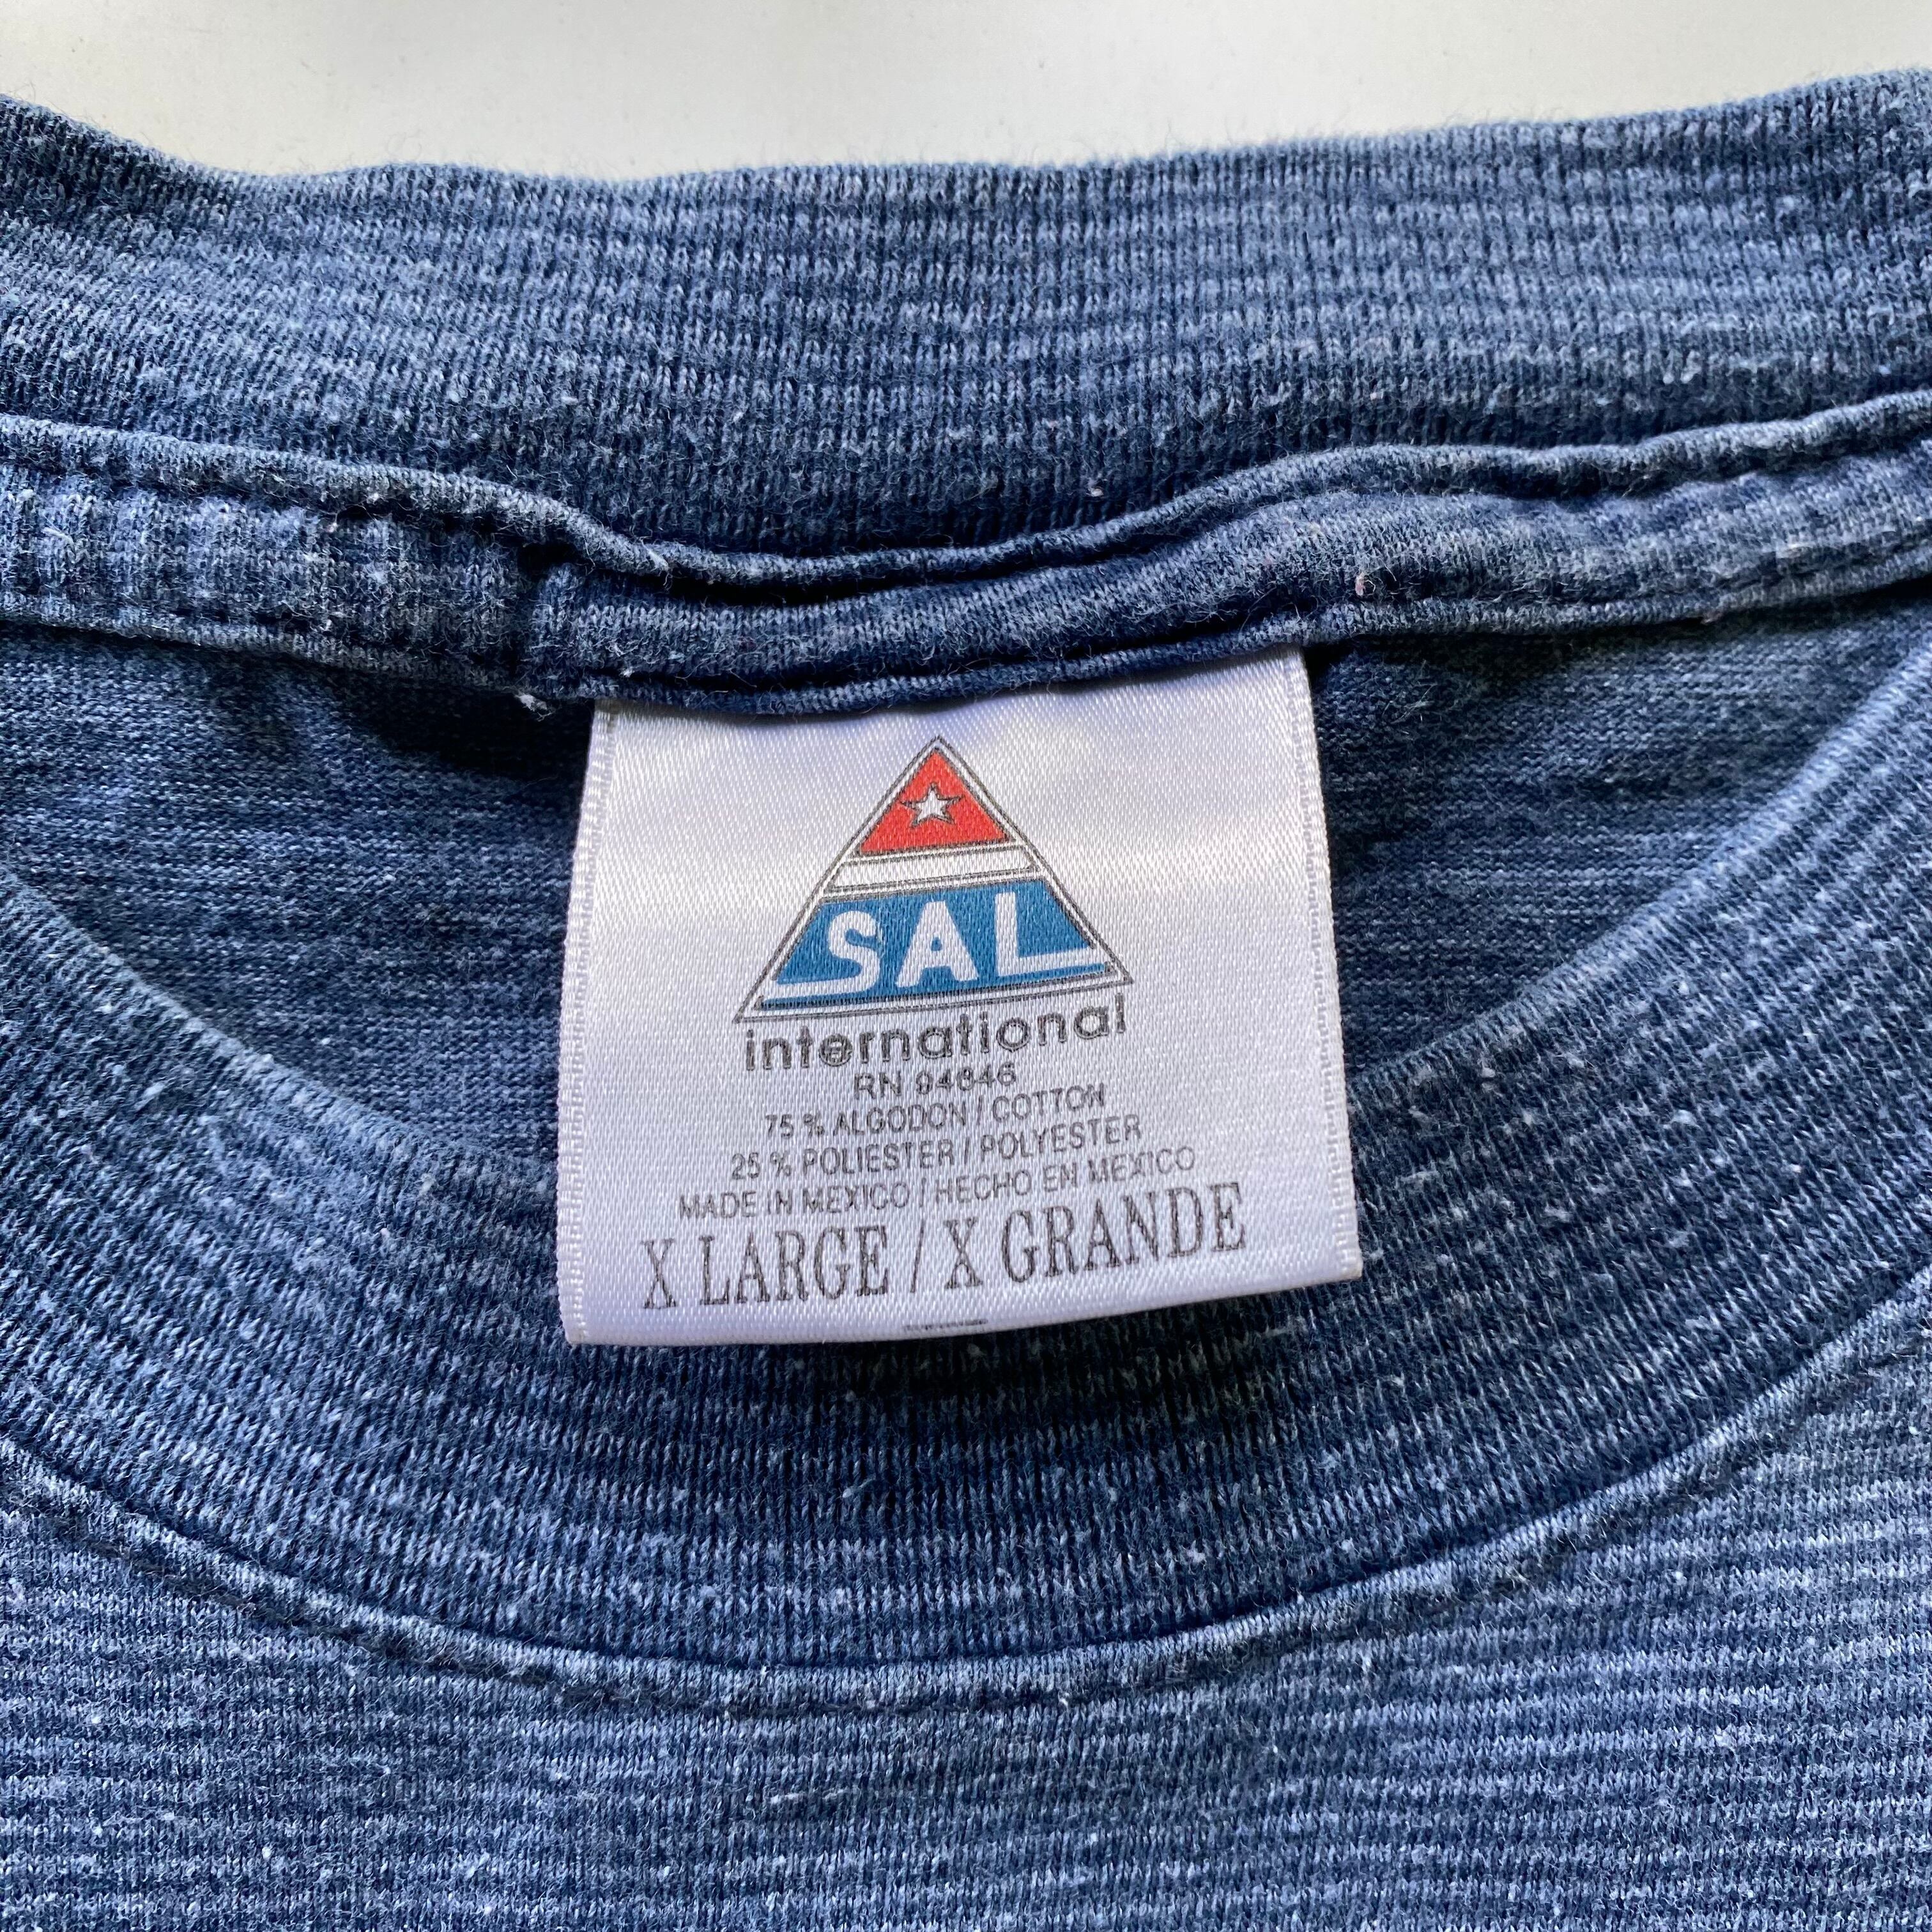 SAL
international
RN 94646
75 % ALGODON / COTTON
25 % POLIESTER / POLYESTER
MADE IN MEXICO / HECHO EN MEXICO
X LARGE / X GRANDE